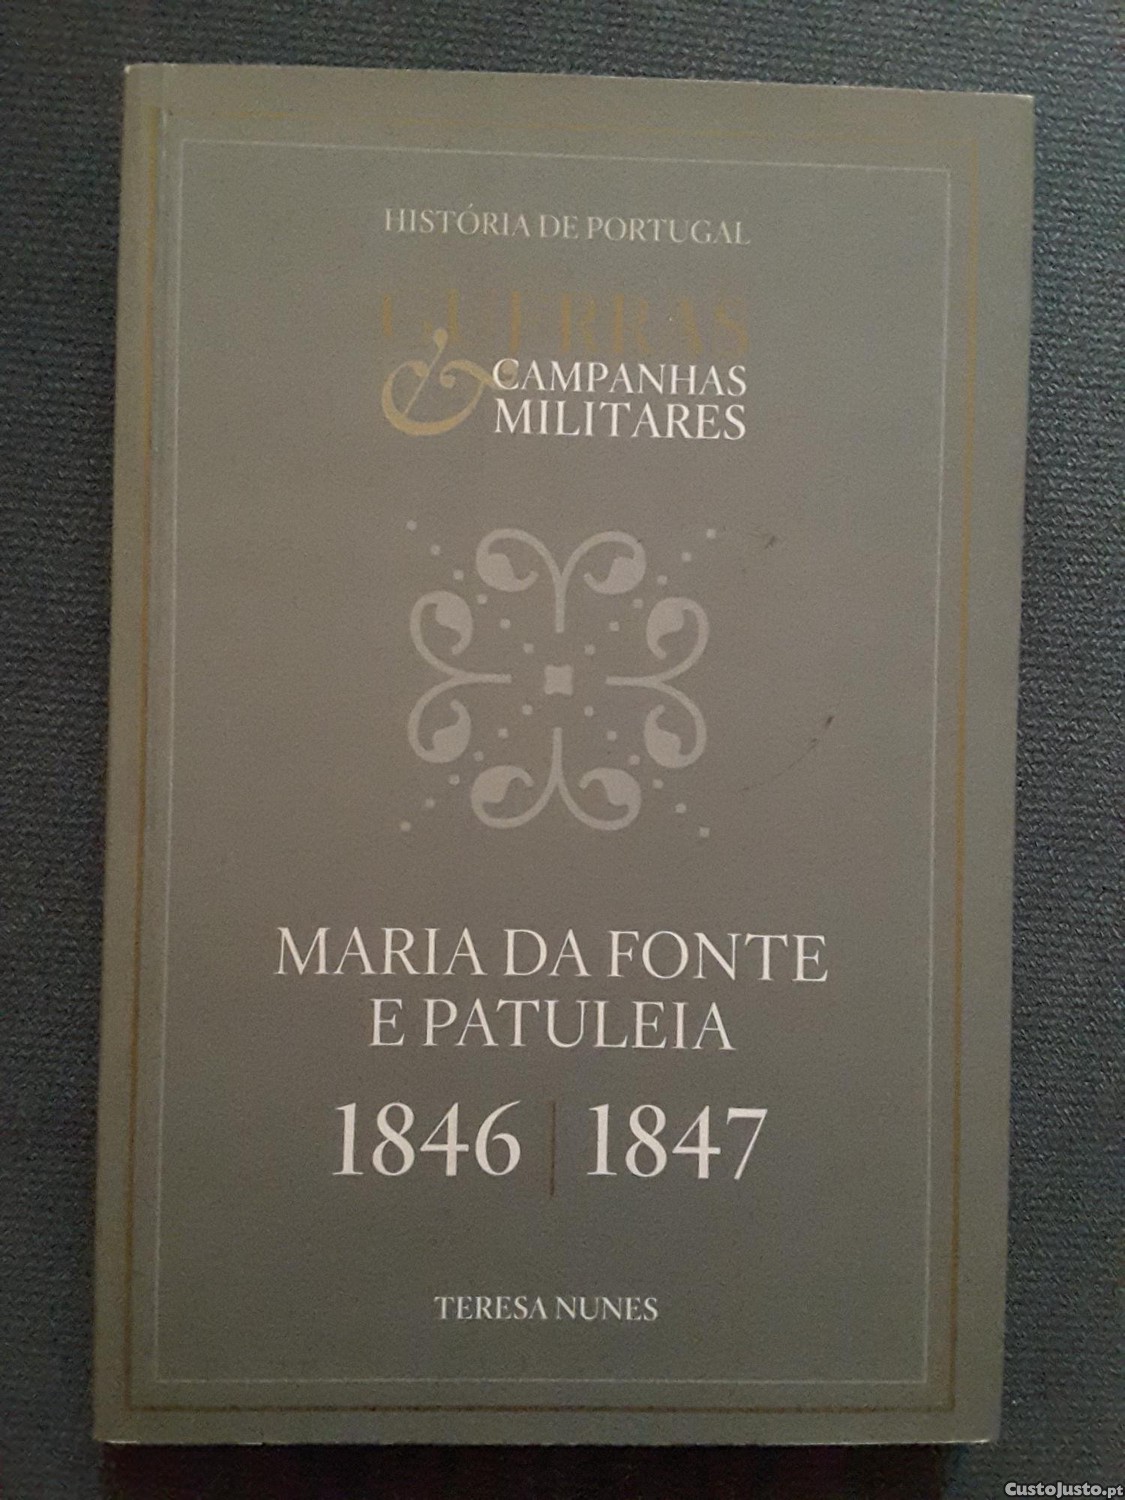 HISTÓRIA DE PORTUGAL
GUERRAS
& CAMPANHAS
MILITARES
MARIA DA FONTE
E PATULEIA
1846 | 1847
TERESA NUNES
CustoJusto.pt